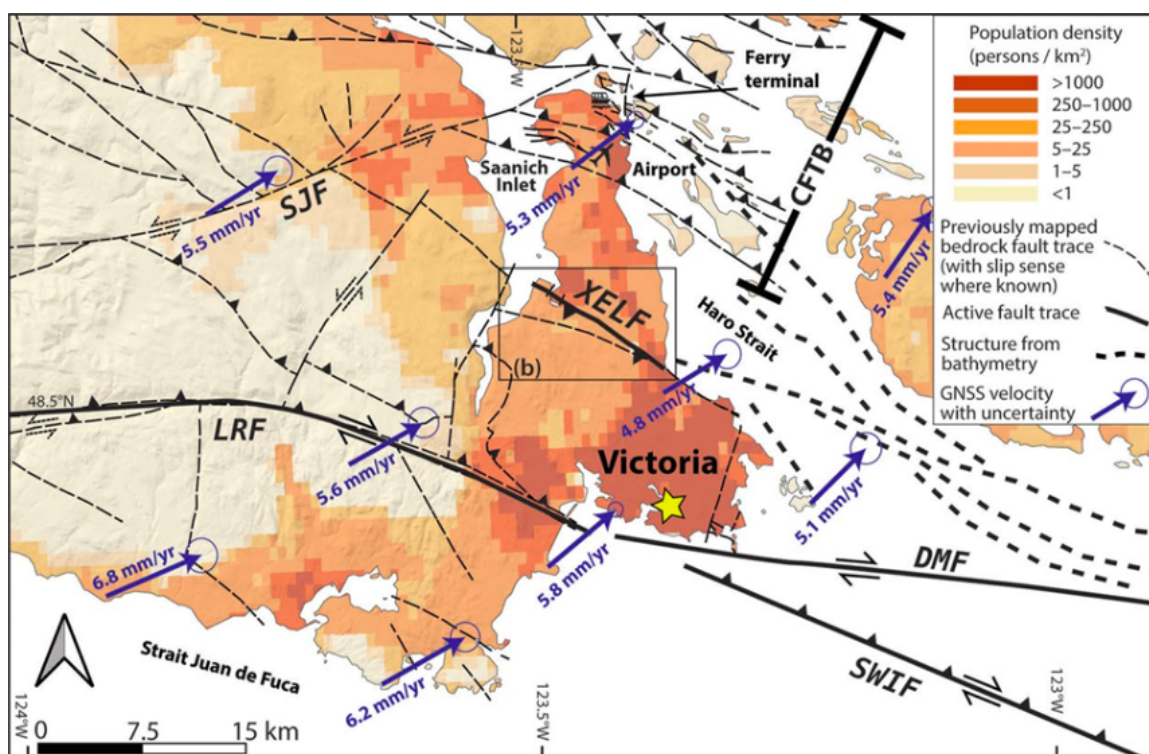 123.5°W
Ferry
terminal
Saanich
Inlet
Airport
CFTB
SJF
5.5 mm/yr
5.3 mm/yr
5.4 mm/yr
XELF
Haro Strait
(b)
48.5°N
LRF
4.8 mm/yr
5.6 mm/yr
Victoria
5.1 mm/yr
6.8 mm/yr
5.8 mm/yr
DMF
SWIF
Strait Juan de Fuca
6.2 mm/yr
124°W
123.5°W
123°W
0 7.5 15 km
Population density
(persons / km²)
>1000
250–1000
25–250
5–25
1–5
<1
Previously mapped
bedrock fault trace
(with slip sense
where known)
Active fault trace
Structure from
bathymetry
GNSS velocity
with uncertainty